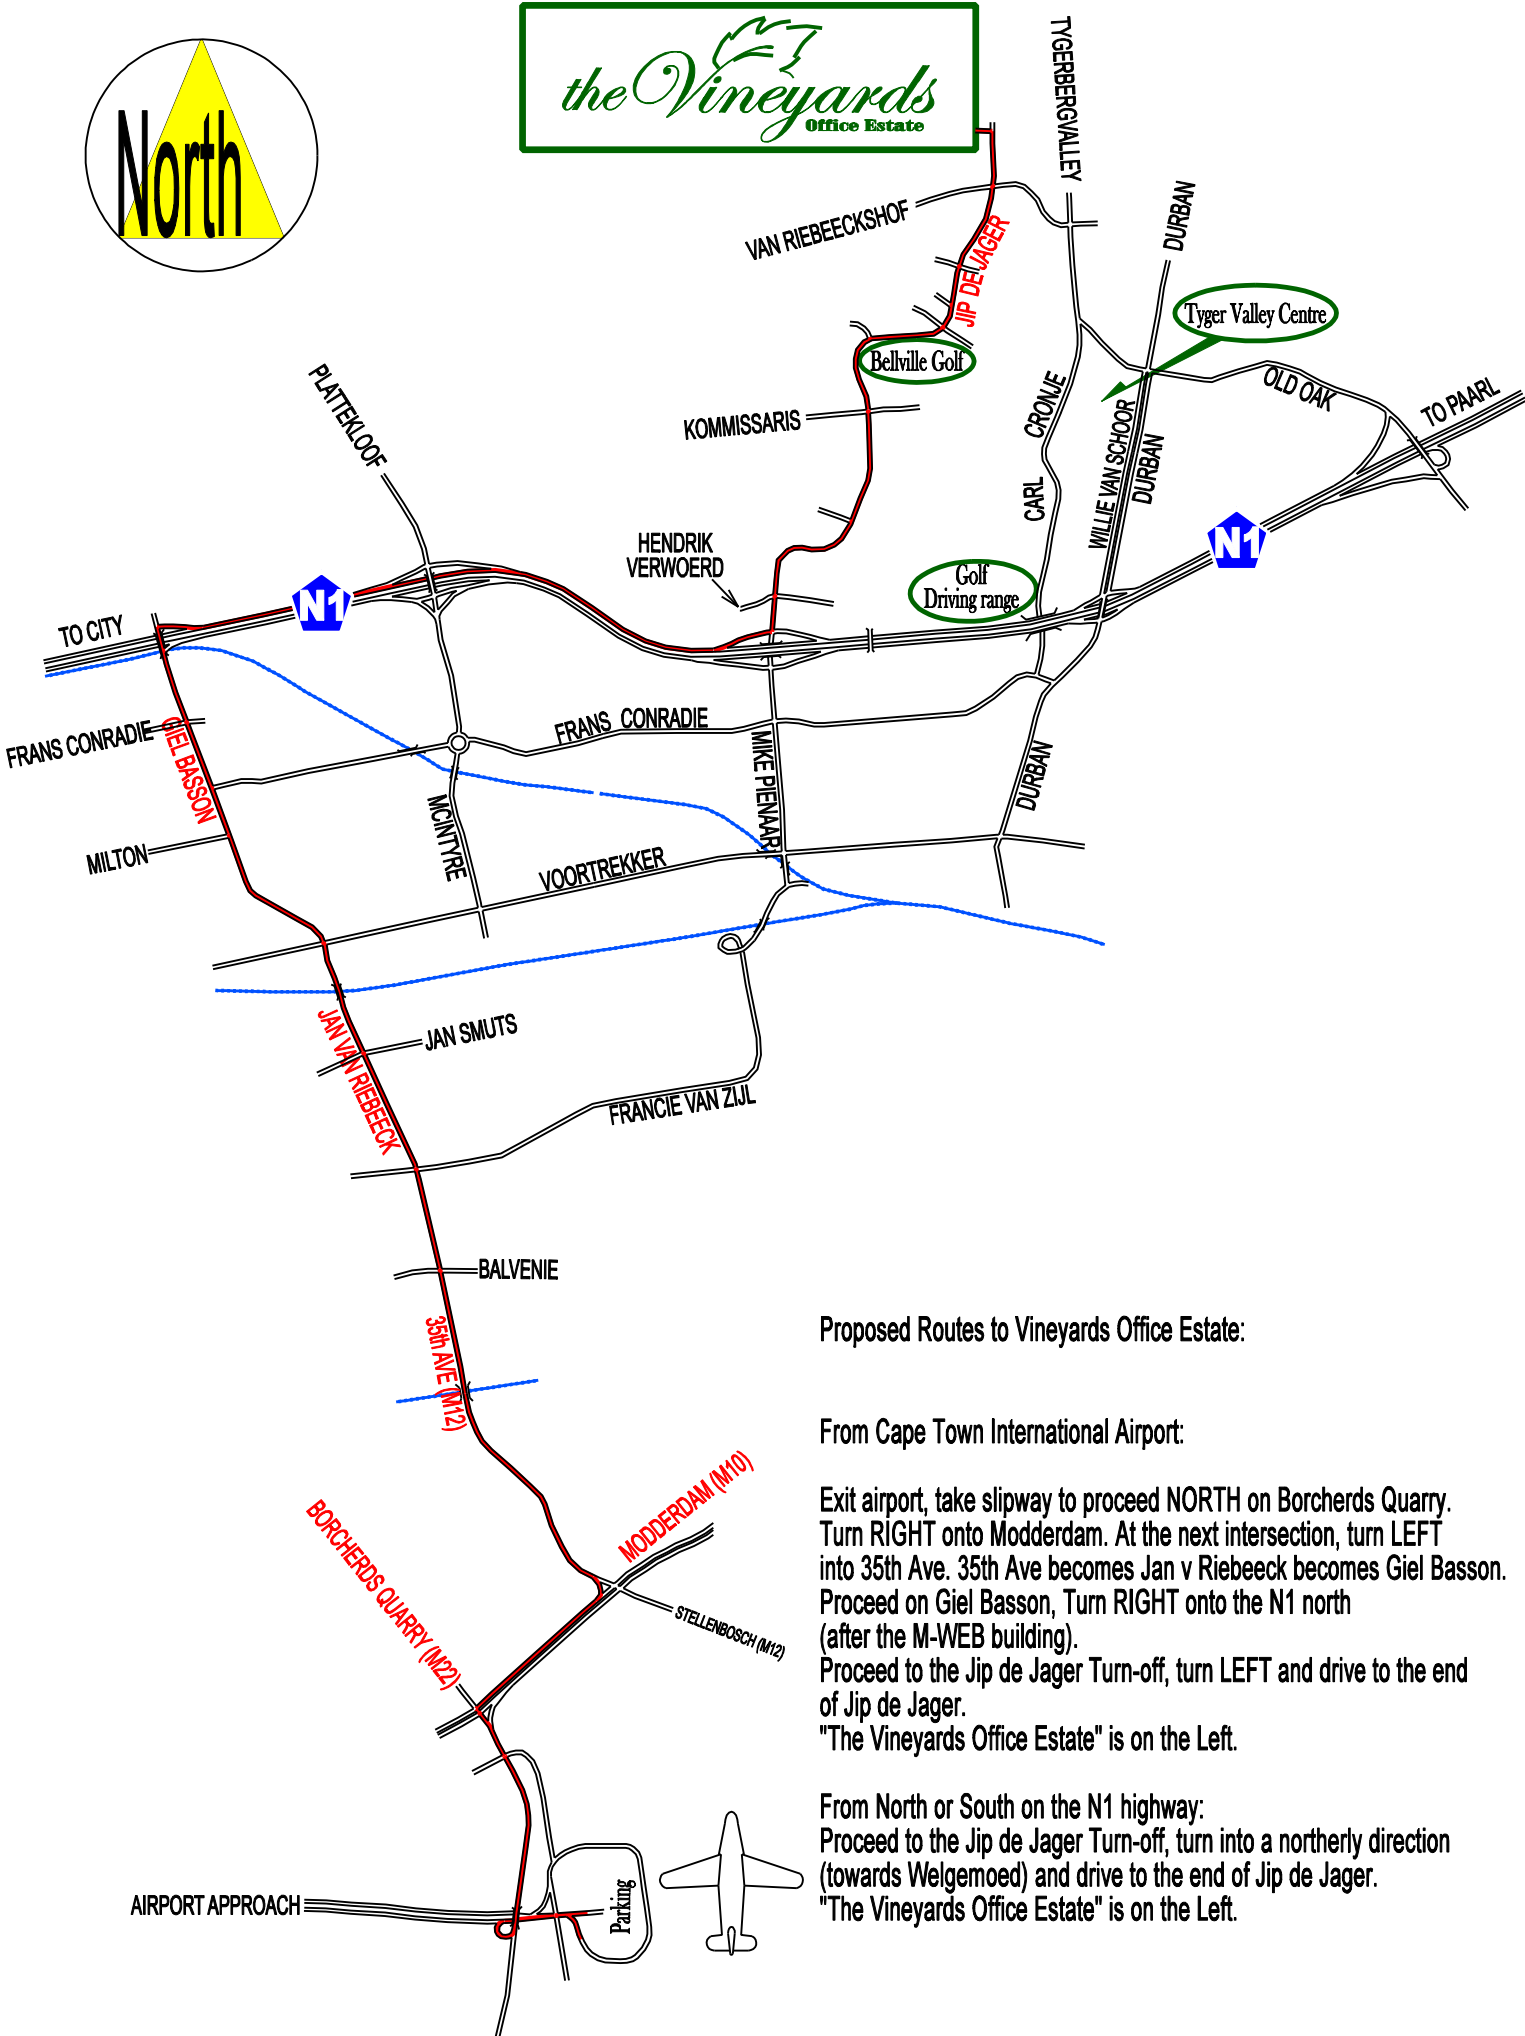 North
the Vineyards
Office Estate
TYGERBERGVALLEY
VAN RIEBEECKSHOF
JIP DE JAGER
DURBAN
Tyger Valley Centre
Bellville Golf
PLATTEKLOOF
KOMMISSARIS
CARL CRONJE
WILLIE VAN SCHOOR
DURBAN
OLD OAK
TO PAARL
N1
HENDRIK
VERWOERD
Golf
Driving range
N1
TO CITY
FRANS CONRADIE
GIEL BASSON
FRANS CONRADIE
MIKE PIENAAR
DURBAN
MILTON
MCINTYRE
VOORTREKKER
JAN VAN RIEBEECK
JAN SMUTS
FRANCIE VAN ZIJL
BALVENIE
35th AVE (M12)
MODDERDAM (M10)
BORCHERDS QUARRY (M22)
STELLENBOSCH (M12)
AIRPORT APPROACH
Parking
Proposed Routes to Vineyards Office Estate:
From Cape Town International Airport:
Exit airport, take slipway to proceed NORTH on Borcherds Quarry.
Turn RIGHT onto Modderdam. At the next intersection, turn LEFT
into 35th Ave. 35th Ave becomes Jan v Riebeeck becomes Giel Basson.
Proceed on Giel Basson, Turn RIGHT onto the N1 north
(after the M-WEB building).
Proceed to the Jip de Jager Turn-off, turn LEFT and drive to the end
of Jip de Jager.
"The Vineyards Office Estate" is on the Left.
From North or South on the N1 highway:
Proceed to the Jip de Jager Turn-off, turn into a northerly direction
(towards Welgemoed) and drive to the end of Jip de Jager.
"The Vineyards Office Estate" is on the Left.